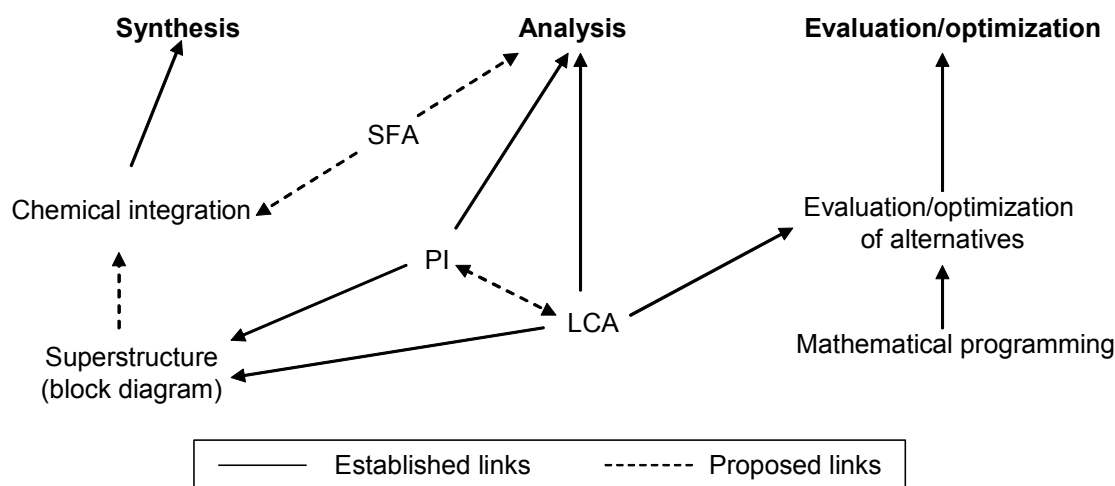 Synthesis
Analysis
Evaluation/optimization
SFA
Chemical integration
Evaluation/optimization
of alternatives
PI
LCA
Superstructure
(block diagram)
Mathematical programming
Established links
Proposed links